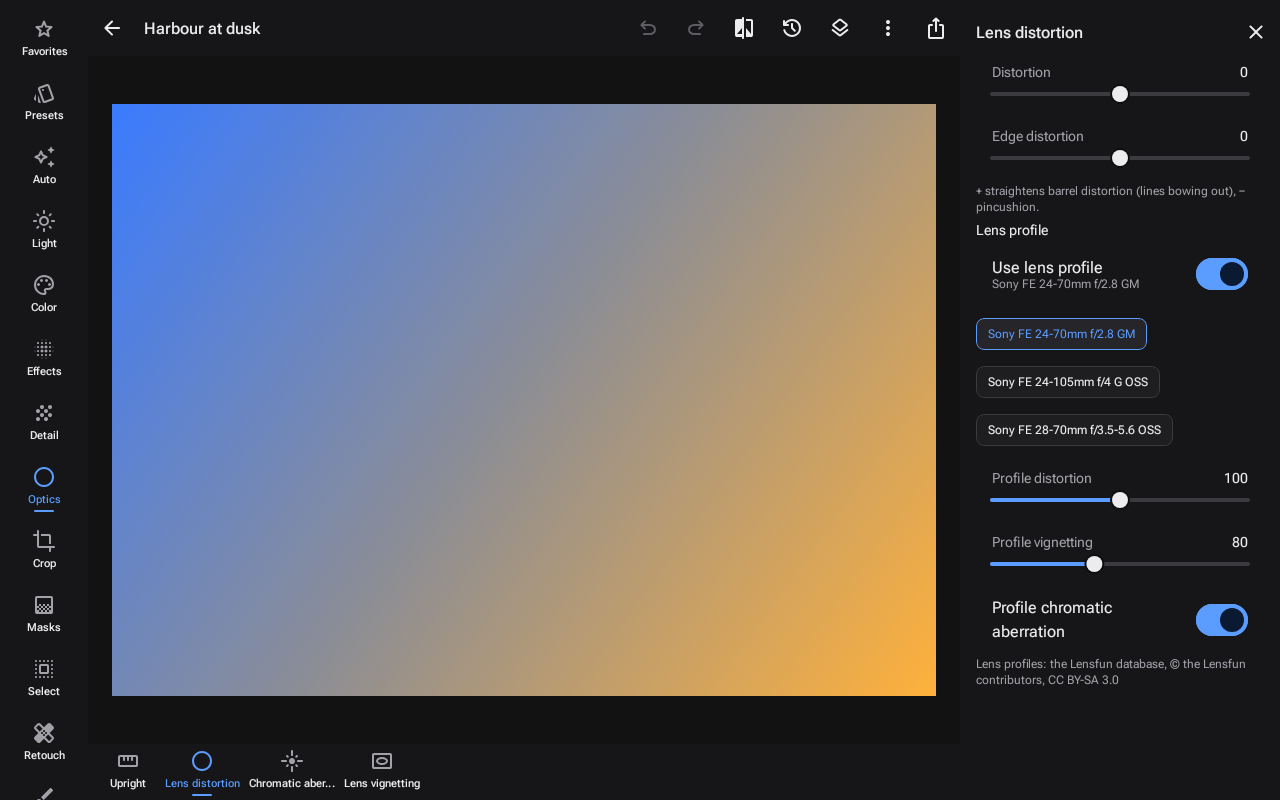 Harbour at dusk
Favorites
Presets
Auto
Light
Color
Effects
Detail
Optics
Crop
Masks
Select
Retouch
Upright
Lens distortion
Chromatic aber...
Lens vignetting
Lens distortion
Distortion 0
Edge distortion 0
+ straightens barrel distortion (lines bowing out), −
pincushion.
Lens profile
Use lens profile
Sony FE 24-70mm f/2.8 GM
Sony FE 24-70mm f/2.8 GM
Sony FE 24-105mm f/4 G OSS
Sony FE 28-70mm f/3.5-5.6 OSS
Profile distortion 100
Profile vignetting 80
Profile chromatic
aberration
Lens profiles: the Lensfun database, © the Lensfun
contributors, CC BY-SA 3.0